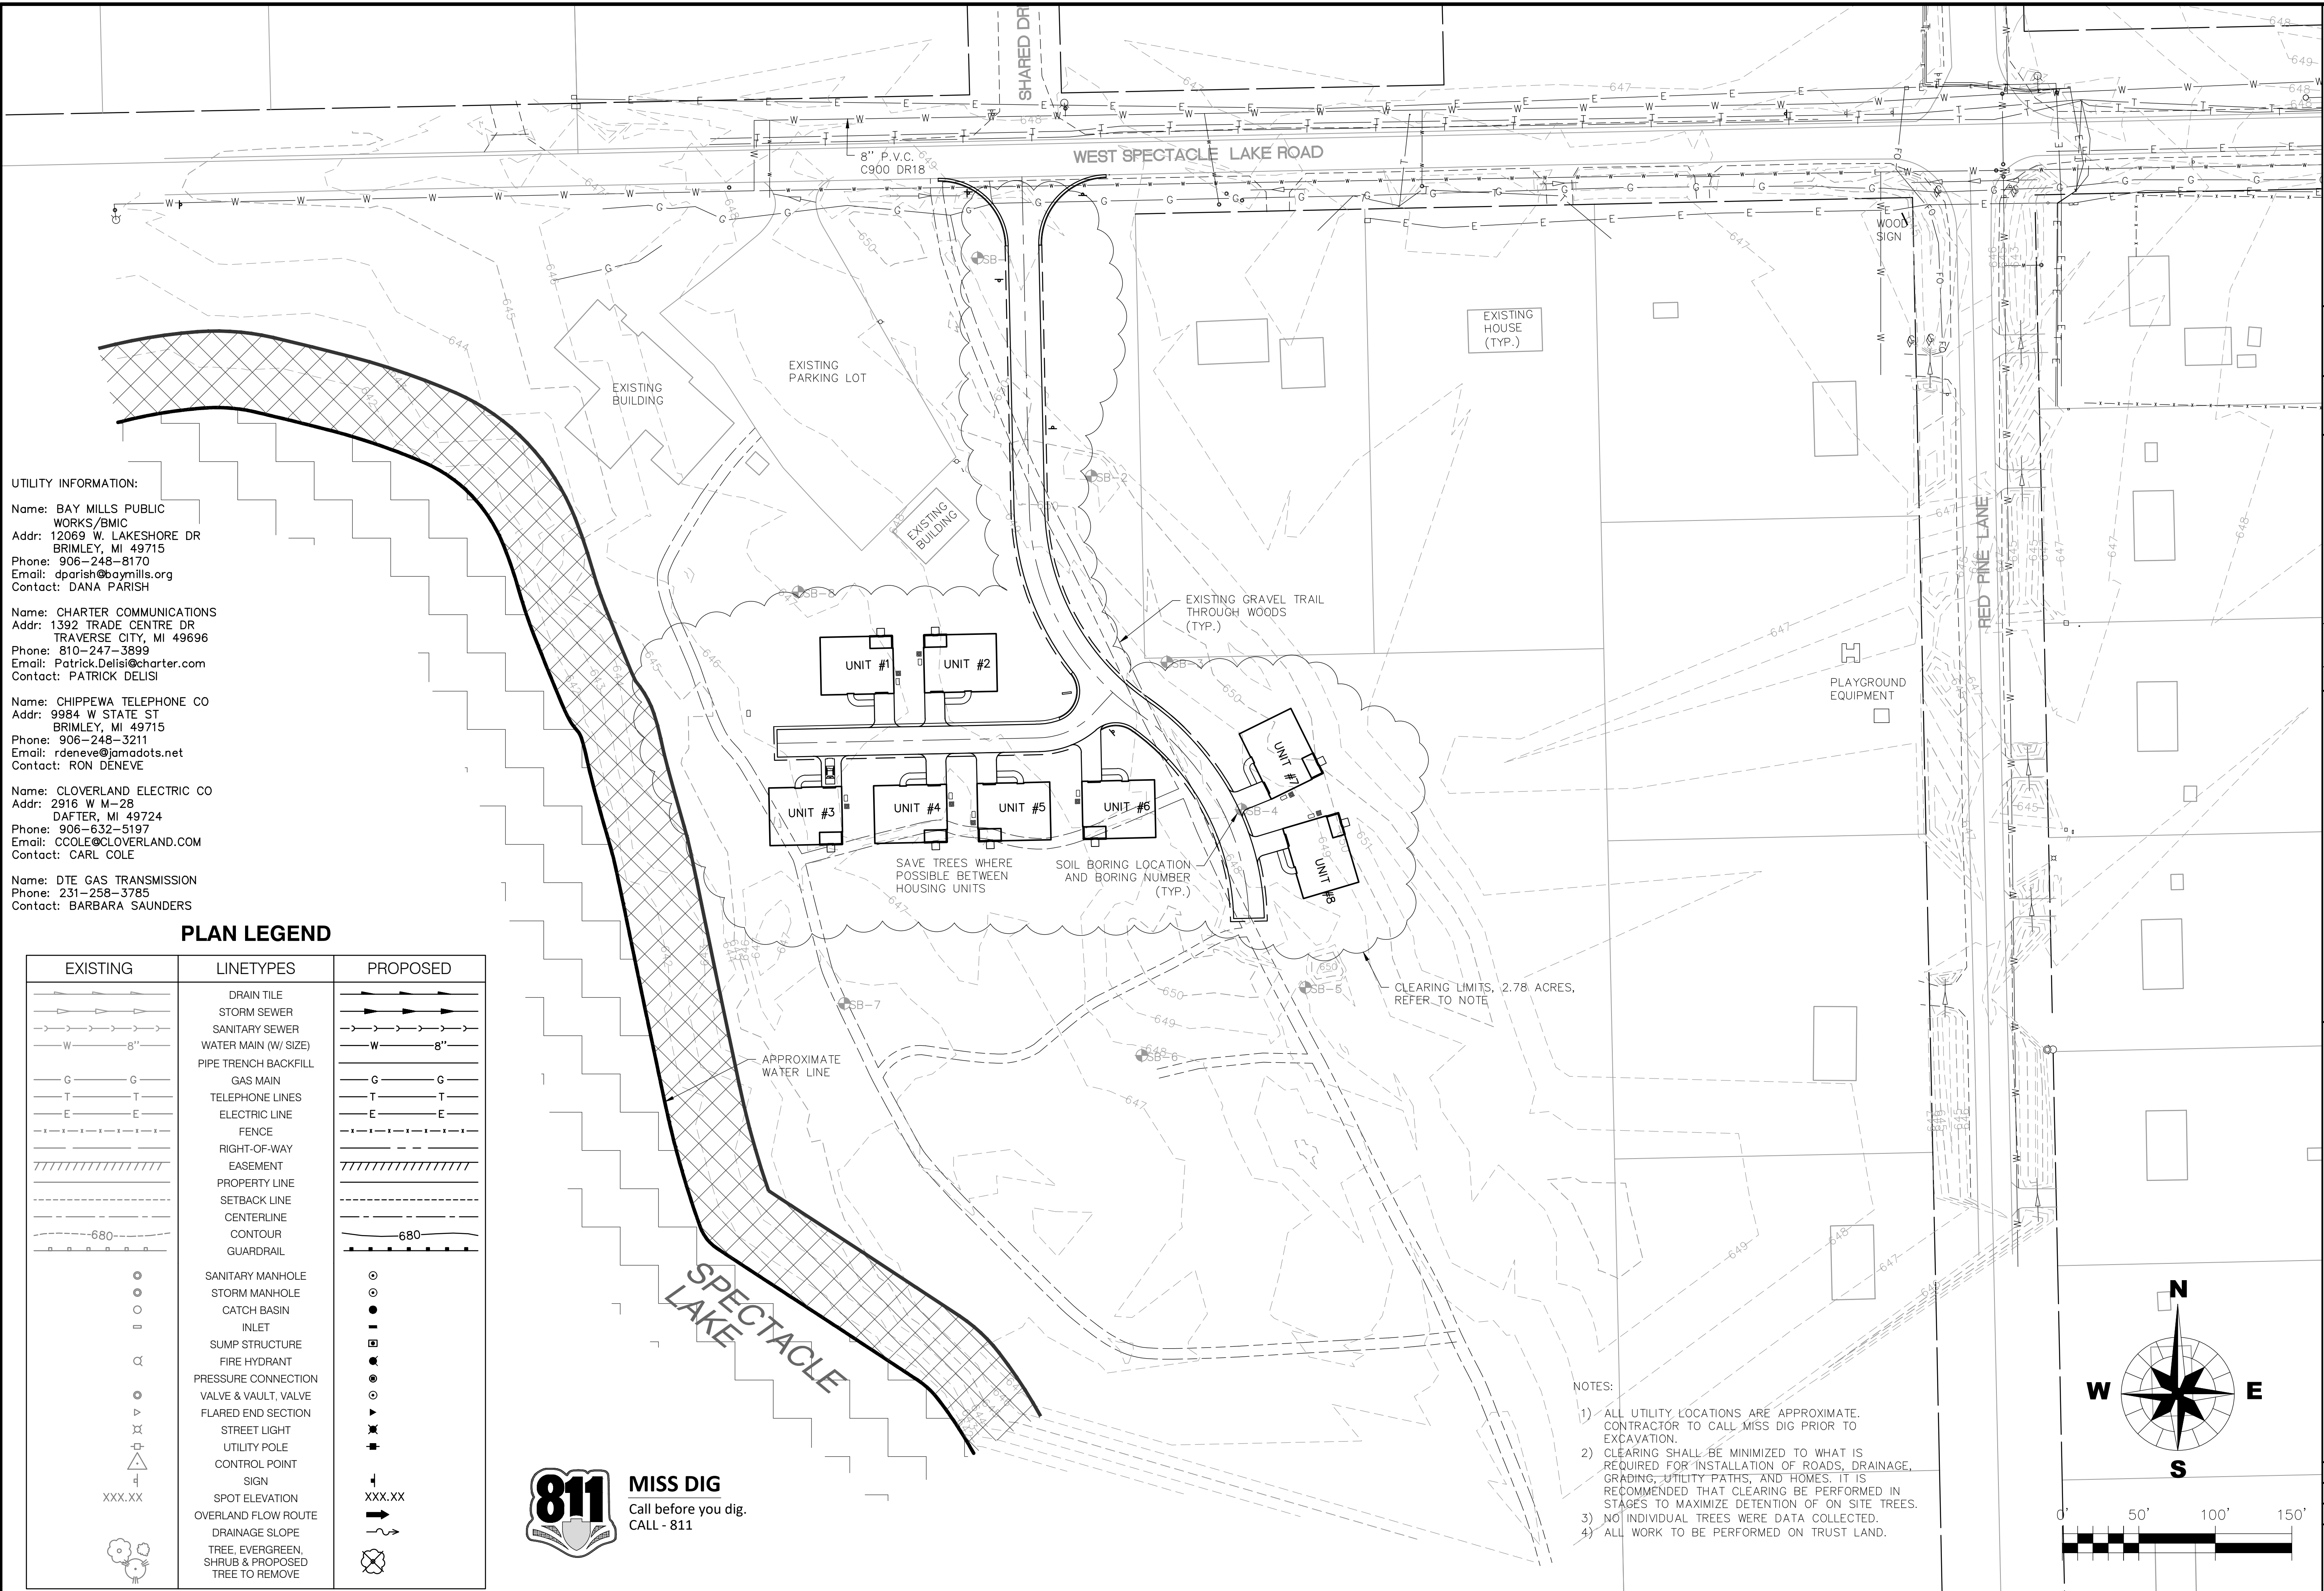 SHARED DR
8" P.V.C.
C900 DR18
WEST SPECTACLE LAKE ROAD
WOOD
SIGN
RED PINE LANE
EXISTING
BUILDING
EXISTING
PARKING LOT
EXISTING
BUILDING
EXISTING
HOUSE
(TYP.)
SB-2
SB-8
SB-3
SB-4
SB-5
SB-6
SB-7
EXISTING GRAVEL TRAIL
THROUGH WOODS
(TYP.)
UNIT #1
UNIT #2
UNIT #3
UNIT #4
UNIT #5
UNIT #6
UNIT #7
UNIT #8
PLAYGROUND
EQUIPMENT
SAVE TREES WHERE
POSSIBLE BETWEEN
HOUSING UNITS
SOIL BORING LOCATION
AND BORING NUMBER
(TYP.)
CLEARING LIMITS, 2.78 ACRES,
REFER TO NOTE
APPROXIMATE
WATER LINE
SPECTACLE
LAKE
UTILITY INFORMATION:
Name: BAY MILLS PUBLIC
WORKS/BMIC
Addr: 12069 W. LAKESHORE DR
BRIMLEY, MI 49715
Phone: 906-248-8170
Email: dparish@baymills.org
Contact: DANA PARISH
Name: CHARTER COMMUNICATIONS
Addr: 1392 TRADE CENTRE DR
TRAVERSE CITY, MI 49696
Phone: 810-247-3899
Email: Patrick.Delisi@charter.com
Contact: PATRICK DELISI
Name: CHIPPEWA TELEPHONE CO
Addr: 9984 W STATE ST
BRIMLEY, MI 49715
Phone: 906-248-3211
Email: rdeneve@jamadots.net
Contact: RON DENEVE
Name: CLOVERLAND ELECTRIC CO
Addr: 2916 W M-28
DAFTER, MI 49724
Phone: 906-632-5197
Email: CCOLE@CLOVERLAND.COM
Contact: CARL COLE
Name: DTE GAS TRANSMISSION
Phone: 231-258-3785
Contact: BARBARA SAUNDERS
PLAN LEGEND
EXISTING LINETYPES PROPOSED
DRAIN TILE
STORM SEWER
SANITARY SEWER
W 8" WATER MAIN (W/ SIZE) W 8"
PIPE TRENCH BACKFILL
G G GAS MAIN G G
T T TELEPHONE LINES T T
E E ELECTRIC LINE E E
FENCE
RIGHT-OF-WAY
EASEMENT
PROPERTY LINE
SETBACK LINE
CENTERLINE
680 CONTOUR 680
GUARDRAIL
SANITARY MANHOLE
STORM MANHOLE
CATCH BASIN
INLET
SUMP STRUCTURE
FIRE HYDRANT
PRESSURE CONNECTION
VALVE & VAULT, VALVE
FLARED END SECTION
STREET LIGHT
UTILITY POLE
CONTROL POINT
SIGN
XXX.XX SPOT ELEVATION XXX.XX
OVERLAND FLOW ROUTE
DRAINAGE SLOPE
TREE, EVERGREEN,
SHRUB & PROPOSED
TREE TO REMOVE
811
MISS DIG
Call before you dig.
CALL - 811
NOTES:
1) ALL UTILITY LOCATIONS ARE APPROXIMATE.
CONTRACTOR TO CALL MISS DIG PRIOR TO
EXCAVATION.
2) CLEARING SHALL BE MINIMIZED TO WHAT IS
REQUIRED FOR INSTALLATION OF ROADS, DRAINAGE,
GRADING, UTILITY PATHS, AND HOMES. IT IS
RECOMMENDED THAT CLEARING BE PERFORMED IN
STAGES TO MAXIMIZE DETENTION OF ON SITE TREES.
3) NO INDIVIDUAL TREES WERE DATA COLLECTED.
4) ALL WORK TO BE PERFORMED ON TRUST LAND.
N
W E
S
0' 50' 100' 150'